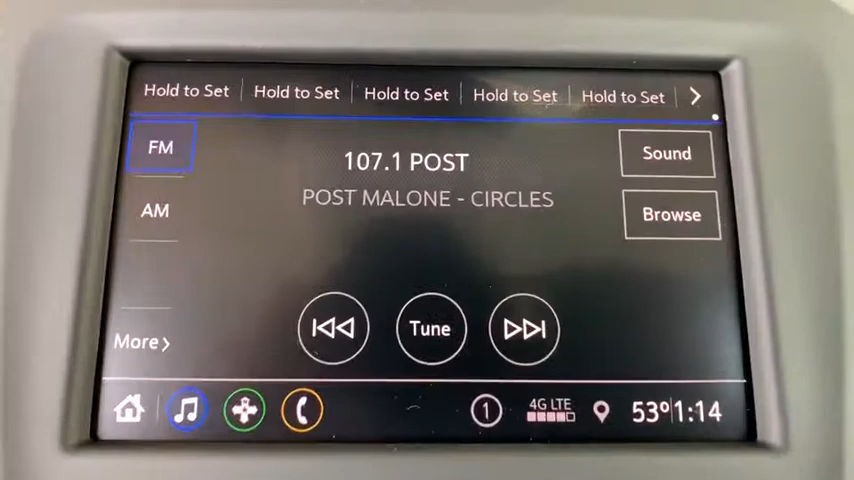 Hold to Set Hold to Set Hold to Set Hold to Set Hold to Set
FM
107.1 POST
Sound
POST MALONE - CIRCLES
AM
Browse
Tune
More
1 4G LTE 53° 1:14